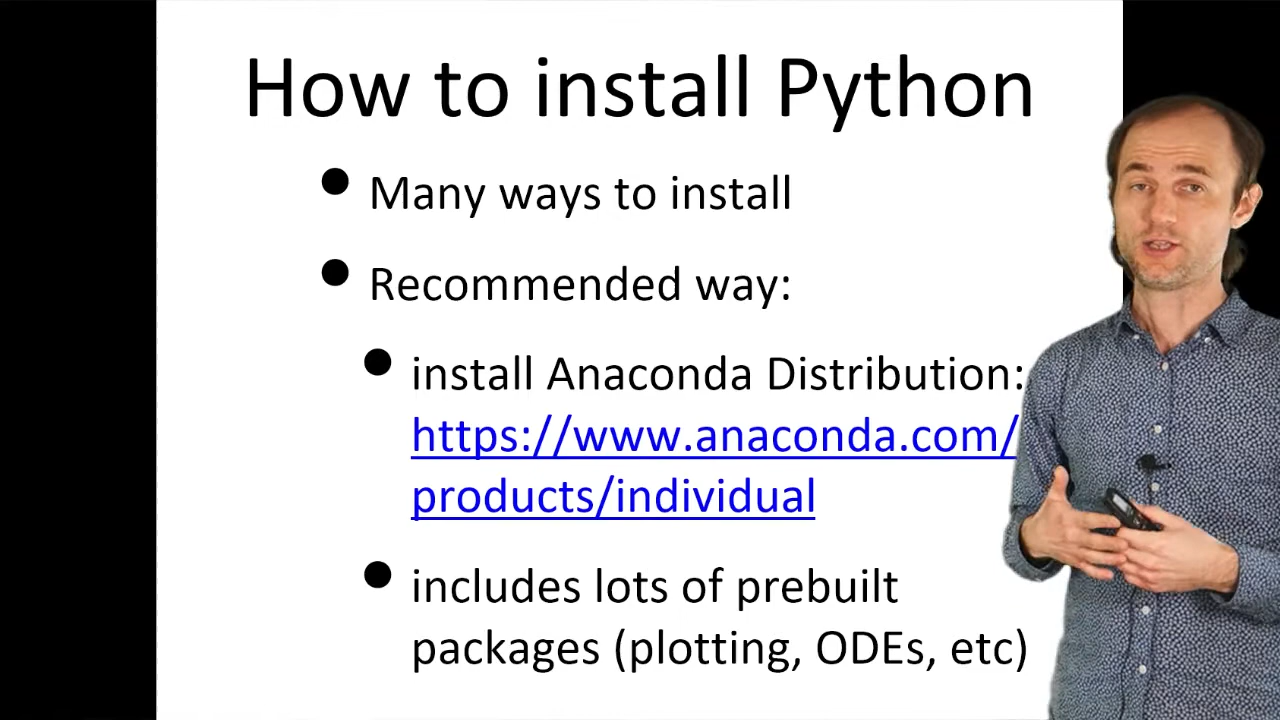 How to install Python
• Many ways to install
• Recommended way:
• install Anaconda Distribution:
https://www.anaconda.com/
products/individual
• includes lots of prebuilt
packages (plotting, ODEs, etc)